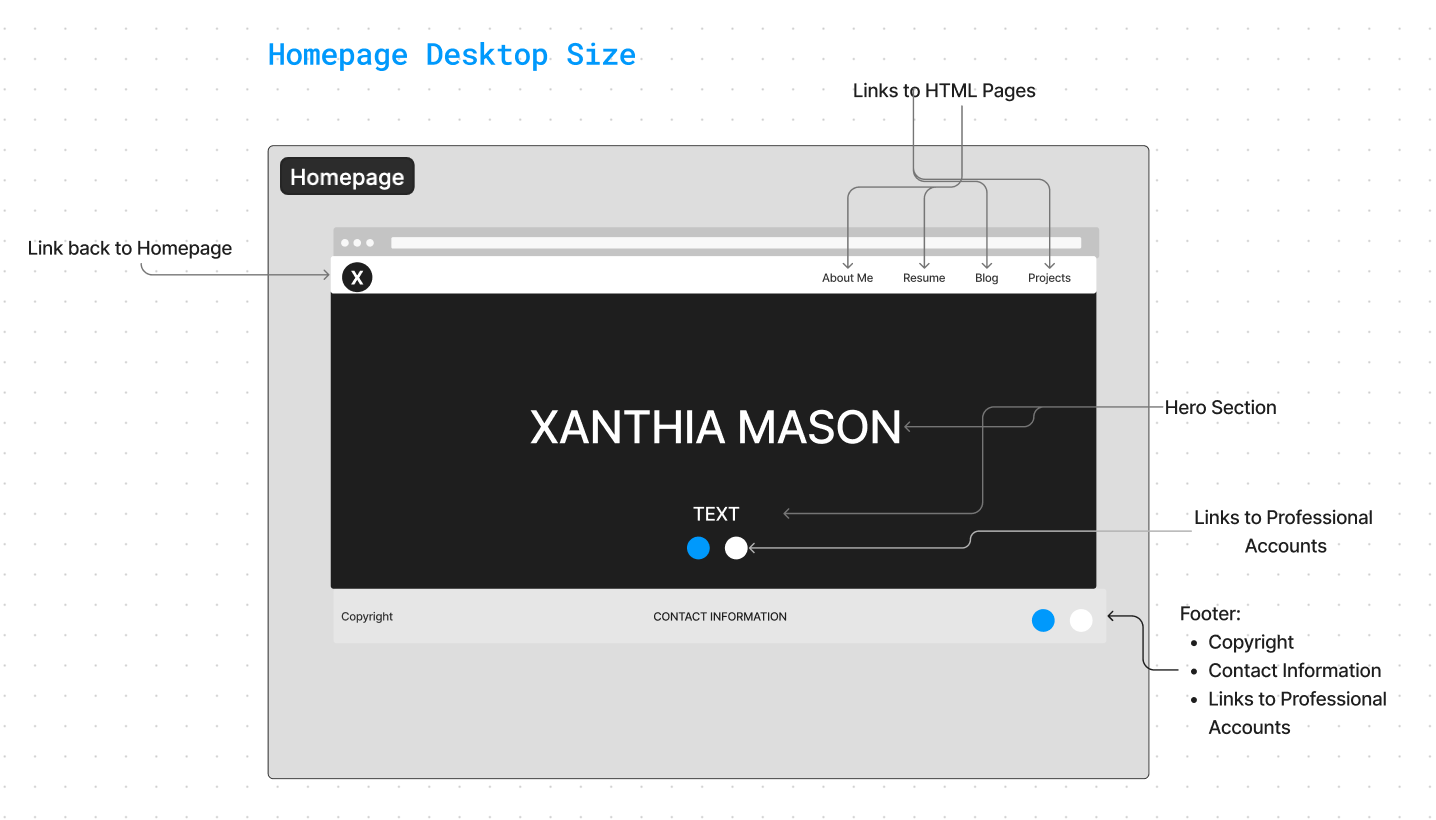 Homepage Desktop Size
Links to HTML Pages
Homepage
Link back to Homepage
X
About Me
Resume
Blog
Projects
XANTHIA MASON
Hero Section
TEXT
Links to Professional
Accounts
Copyright
CONTACT INFORMATION
Footer:
• Copyright
• Contact Information
• Links to Professional
Accounts